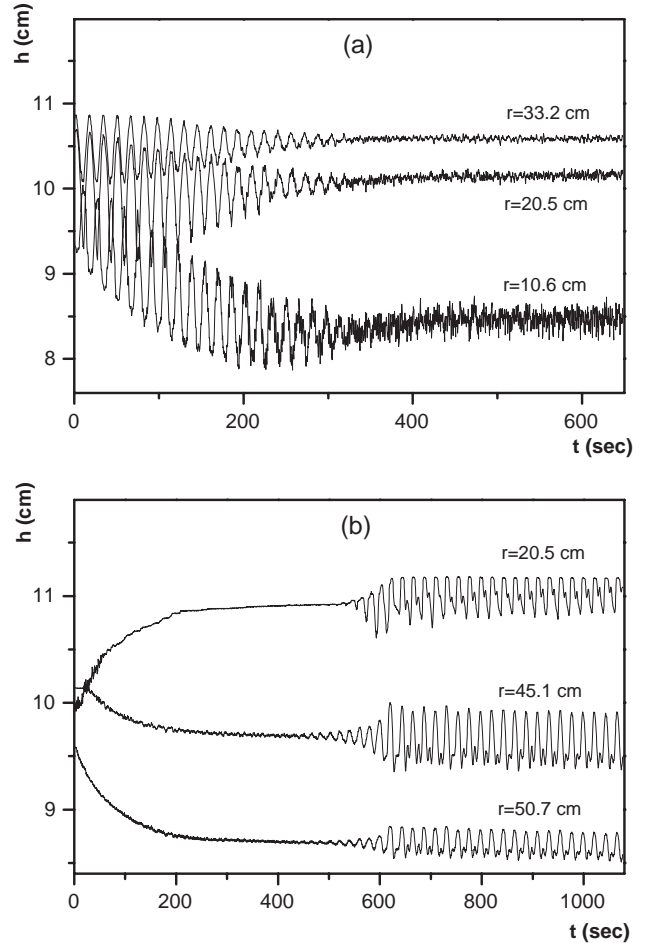 h (cm)
(a)
11
10
9
8
r=33.2 cm
r=20.5 cm
r=10.6 cm
0
200
400
600
t (sec)
h (cm)
(b)
11
10
9
r=20.5 cm
r=45.1 cm
r=50.7 cm
0
200
400
600
800
1000
t (sec)